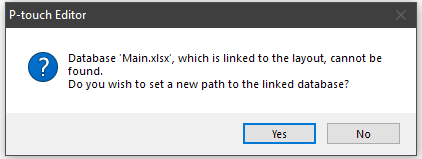 P-touch Editor
Database 'Main.xlsx', which is linked to the layout, cannot be
found.
Do you wish to set a new path to the linked database?
Yes
No